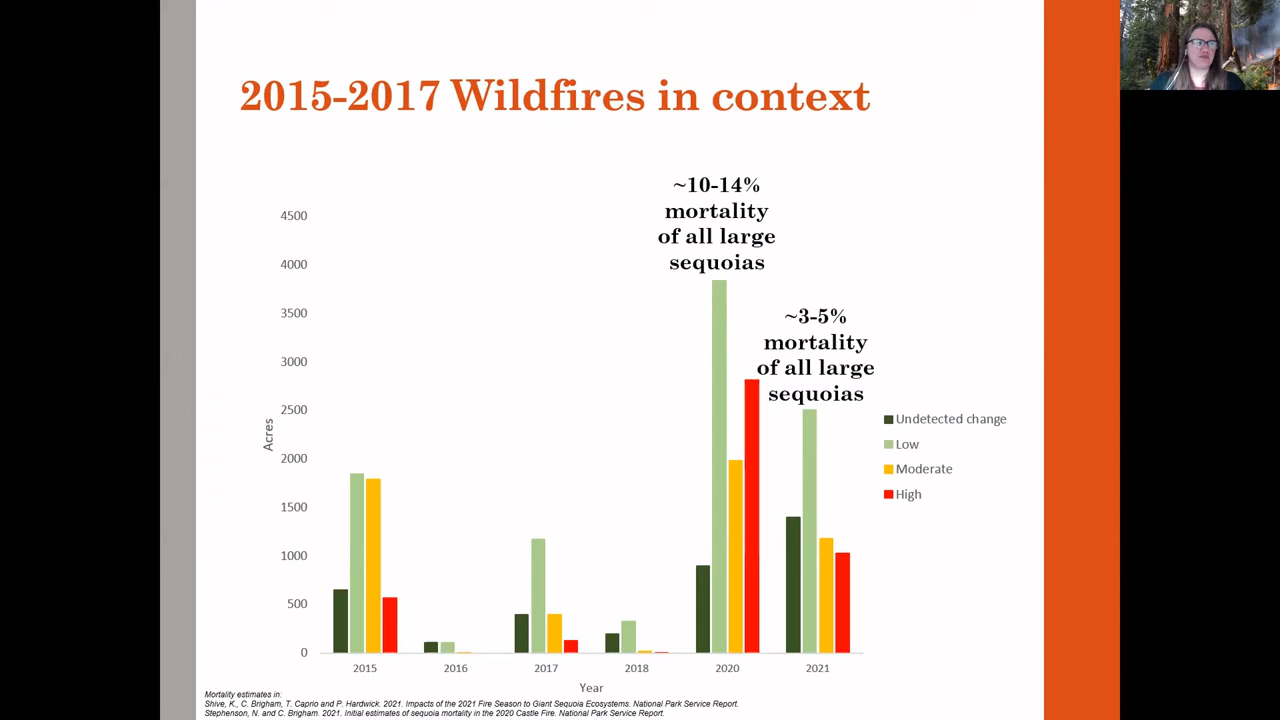 2015-2017 Wildfires in context
~10-14%
mortality
of all large
sequoias
~3-5%
mortality
of all large
sequoias
4500
4000
3500
3000
2500
2000
1500
1000
500
0
Acres
2015
2016
2017
2018
2020
2021
Year
Undetected change
Low
Moderate
High
Mortality estimates in:
Shive, K., C. Brigham, T. Caprio and P. Hardwick. 2021. Impacts of the 2021 Fire Season to Giant Sequoia Ecosystems. National Park Service Report.
Stephenson, N. and C. Brigham. 2021. Initial estimates of sequoia mortality in the 2020 Castle Fire. National Park Service Report.